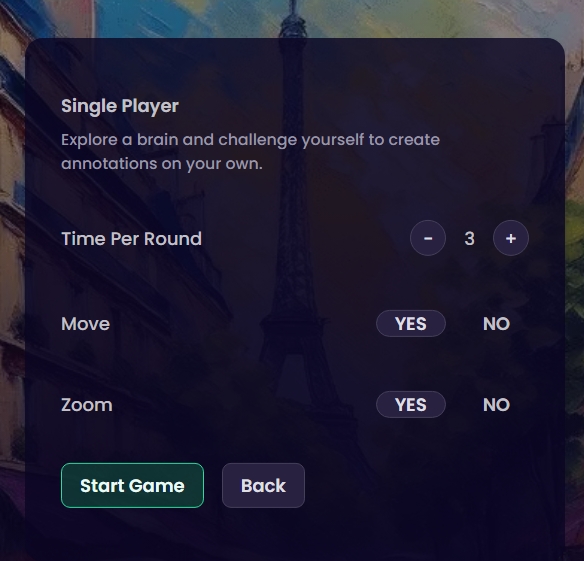 Single Player
Explore a brain and challenge yourself to create
annotations on your own.
Time Per Round - 3 +
Move YES NO
Zoom YES NO
Start Game Back